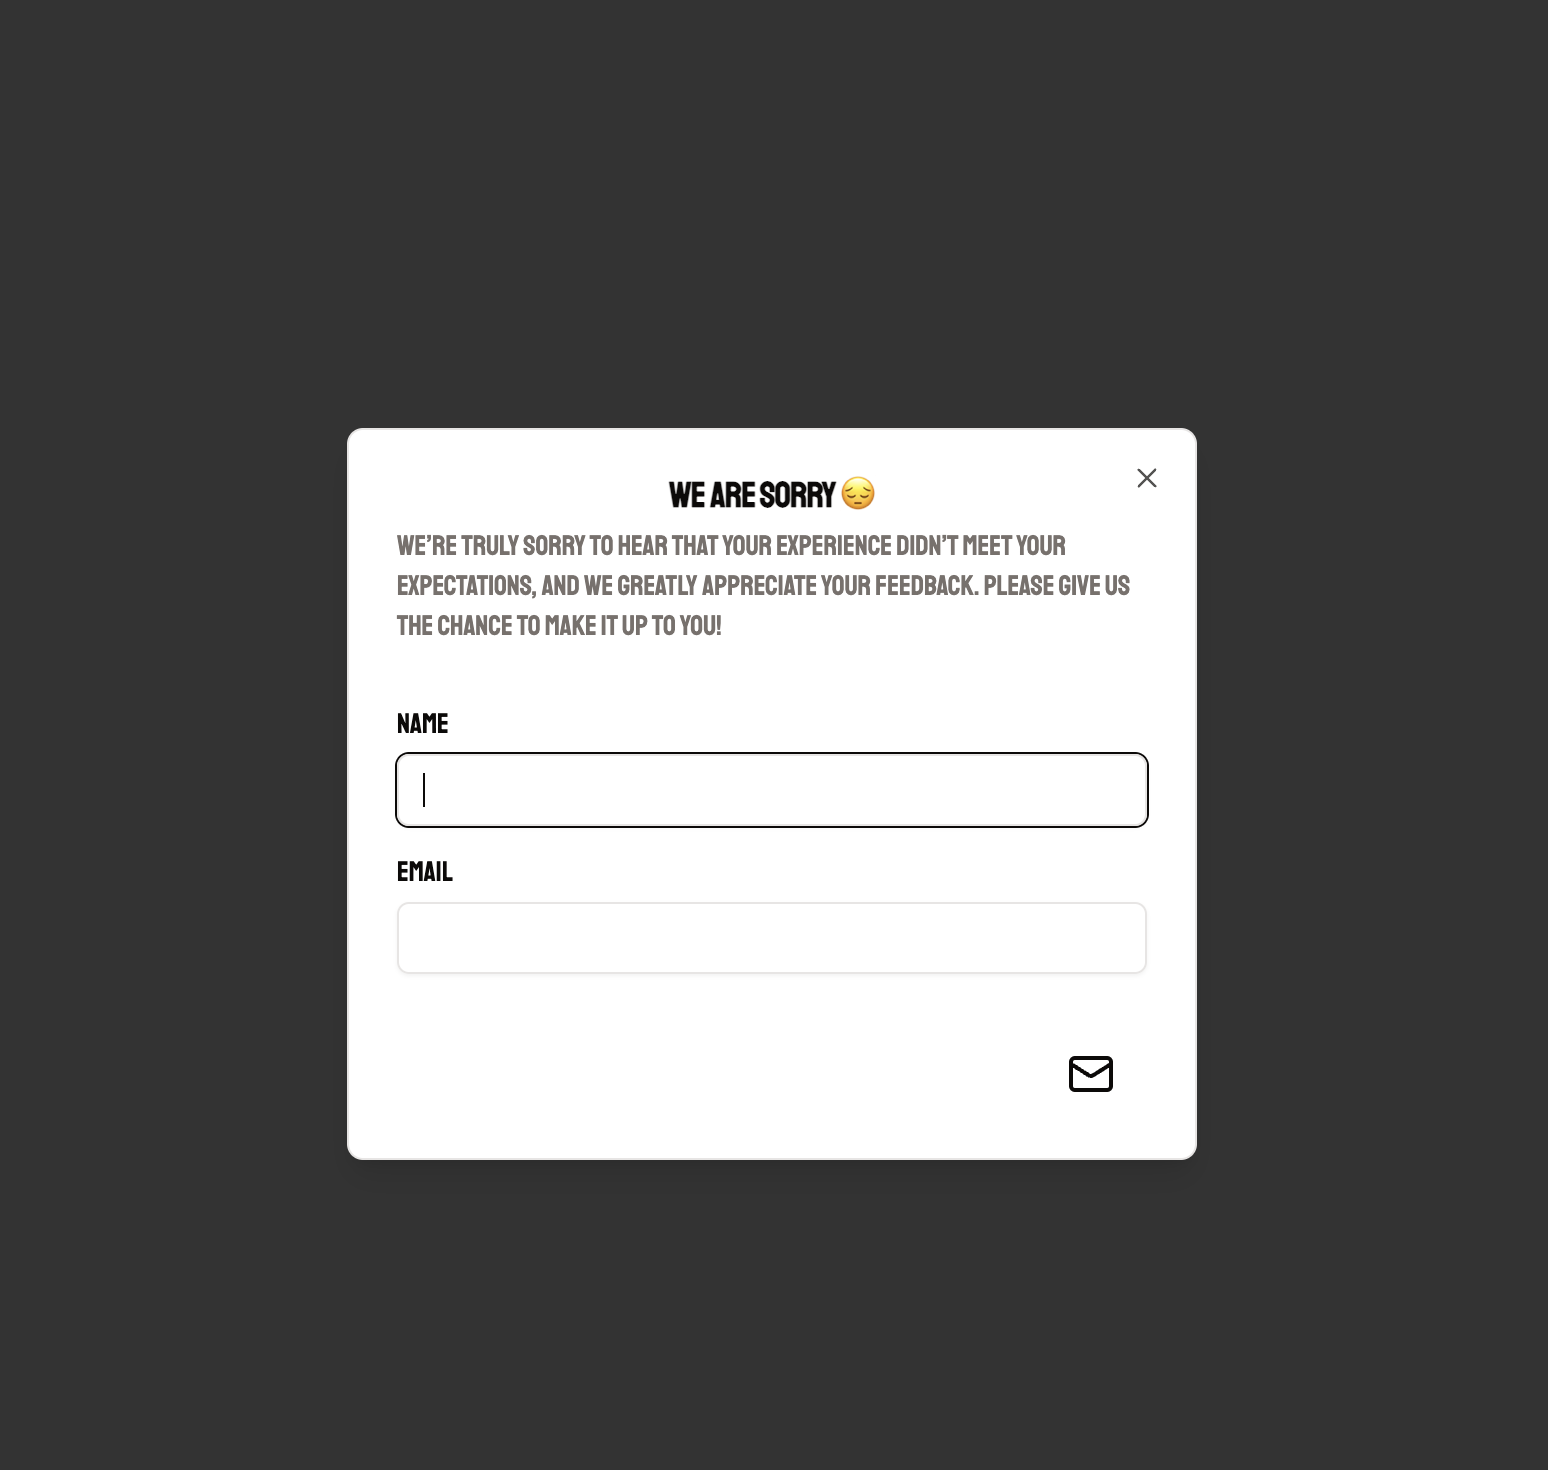 WE ARE SORRY 😔
WE’RE TRULY SORRY TO HEAR THAT YOUR EXPERIENCE DIDN’T MEET YOUR
EXPECTATIONS, AND WE GREATLY APPRECIATE YOUR FEEDBACK. PLEASE GIVE US
THE CHANCE TO MAKE IT UP TO YOU!
NAME
EMAIL